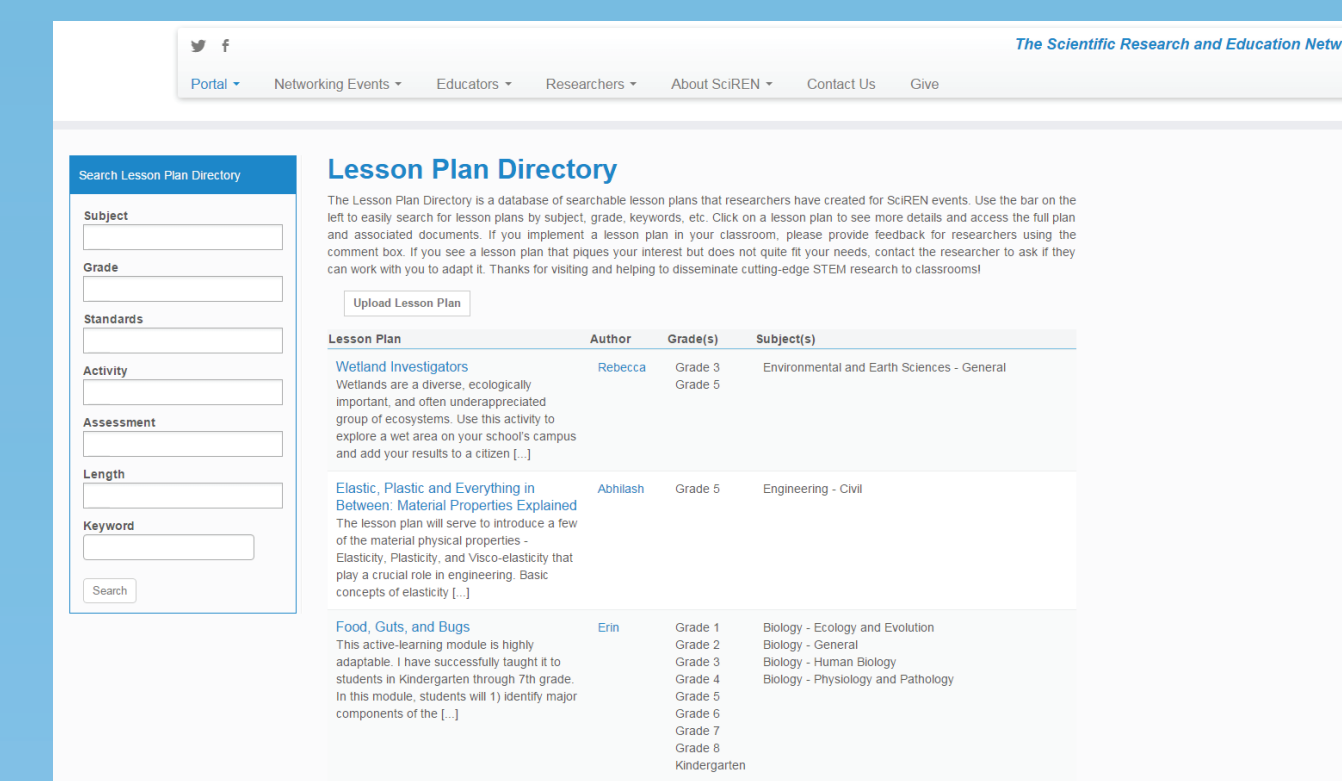 The Scientific Research and Education Netw
Portal
Networking Events
Educators
Researchers
About SciREN
Contact Us
Give
Search Lesson Plan Directory
Subject
Grade
Standards
Activity
Assessment
Length
Keyword
Search
Lesson Plan Directory
The Lesson Plan Directory is a database of searchable lesson plans that researchers have created for SciREN events. Use the bar on the
left to easily search for lesson plans by subject, grade, keywords, etc. Click on a lesson plan to see more details and access the full plan
and associated documents. If you implement a lesson plan in your classroom, please provide feedback for researchers using the
comment box. If you see a lesson plan that piques your interest but does not quite fit your needs, contact the researcher to ask if they
can work with you to adapt it. Thanks for visiting and helping to disseminate cutting-edge STEM research to classrooms!
Upload Lesson Plan
Lesson Plan Author Grade(s) Subject(s)
Wetland Investigators Rebecca Grade 3 Environmental and Earth Sciences - General
Wetlands are a diverse, ecologically Grade 5
important, and often underappreciated
group of ecosystems. Use this activity to
explore a wet area on your school's campus
and add your results to a citizen [...]
Elastic, Plastic and Everything in Abhilash Grade 5 Engineering - Civil
Between: Material Properties Explained
The lesson plan will serve to introduce a few
of the material physical properties -
Elasticity, Plasticity, and Visco-elasticity that
play a crucial role in engineering. Basic
concepts of elasticity [...]
Food, Guts, and Bugs Erin Grade 1 Biology - Ecology and Evolution
This active-learning module is highly Grade 2 Biology - General
adaptable. I have successfully taught it to Grade 3 Biology - Human Biology
students in Kindergarten through 7th grade. Grade 4 Biology - Physiology and Pathology
In this module, students will 1) identify major Grade 5
components of the [...] Grade 6
Grade 7
Grade 8
Kindergarten